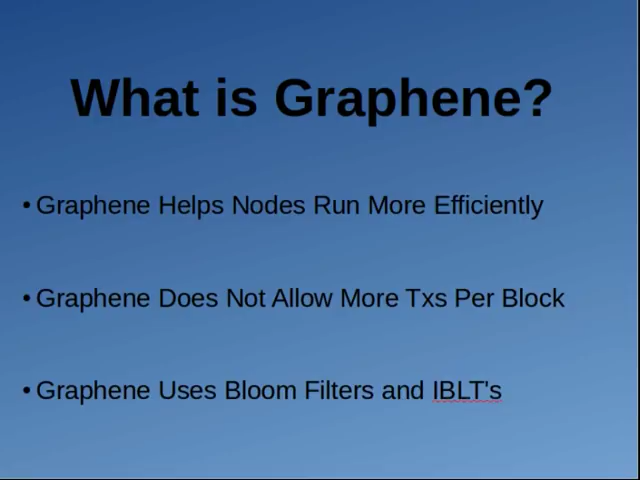 What is Graphene?
• Graphene Helps Nodes Run More Efficiently
• Graphene Does Not Allow More Txs Per Block
• Graphene Uses Bloom Filters and IBLT's